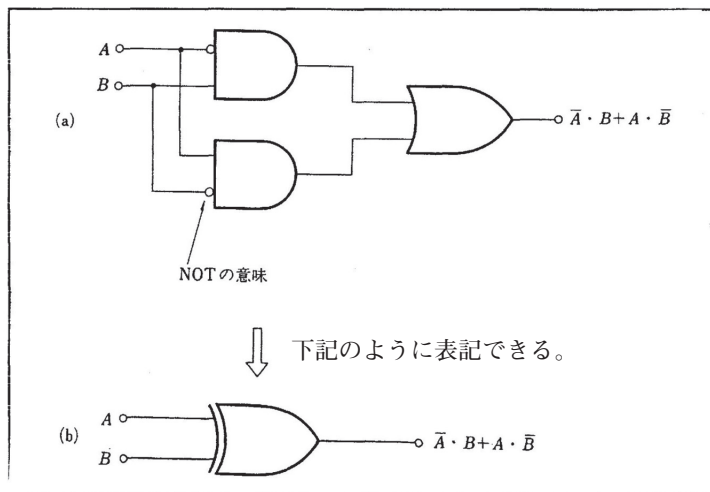 A
B
(a)
Ā · B + A · B̄
NOTの意味
下記のように表記できる。
A
(b)
B
Ā · B + A · B̄